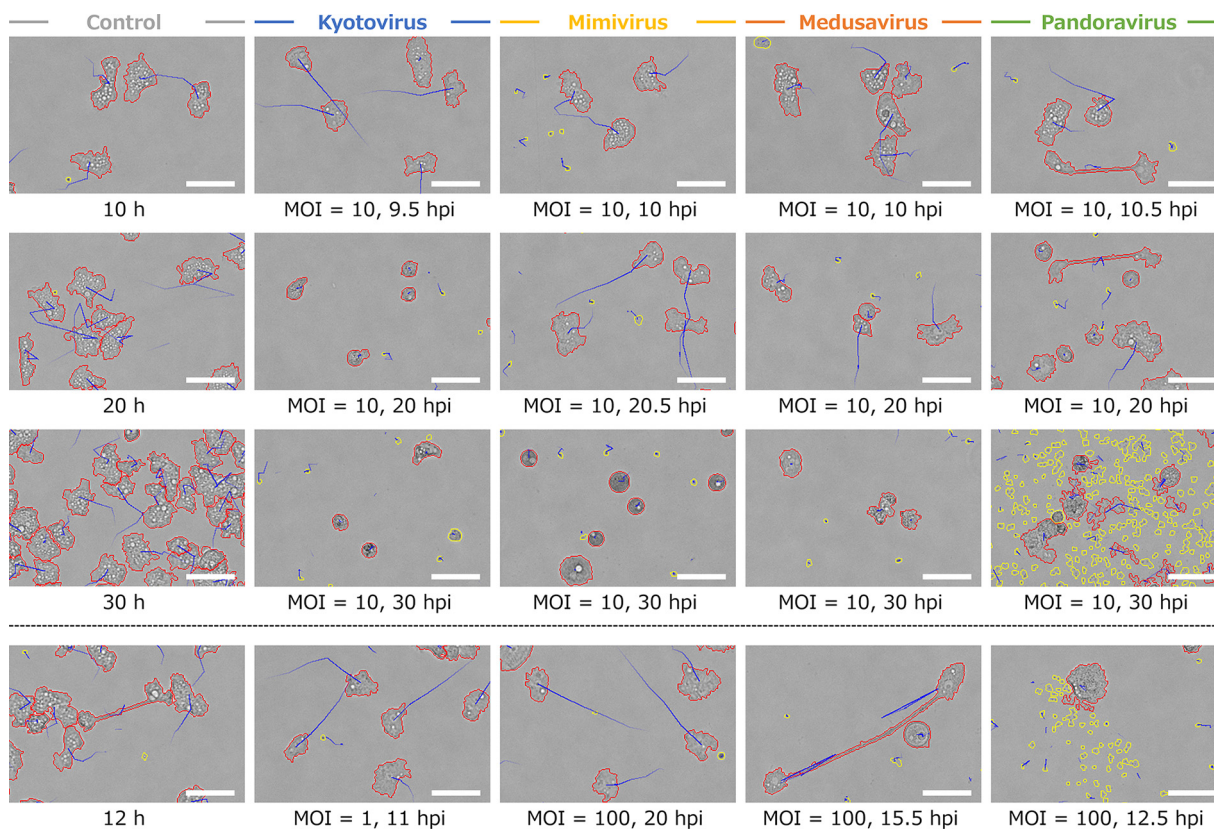 Control Kyotovirus Mimivirus Medusavirus Pandoravirus
10 h MOI = 10, 9.5 hpi MOI = 10, 10 hpi MOI = 10, 10 hpi MOI = 10, 10.5 hpi
20 h MOI = 10, 20 hpi MOI = 10, 20.5 hpi MOI = 10, 20 hpi MOI = 10, 20 hpi
30 h MOI = 10, 30 hpi MOI = 10, 30 hpi MOI = 10, 30 hpi MOI = 10, 30 hpi
12 h MOI = 1, 11 hpi MOI = 100, 20 hpi MOI = 100, 15.5 hpi MOI = 100, 12.5 hpi